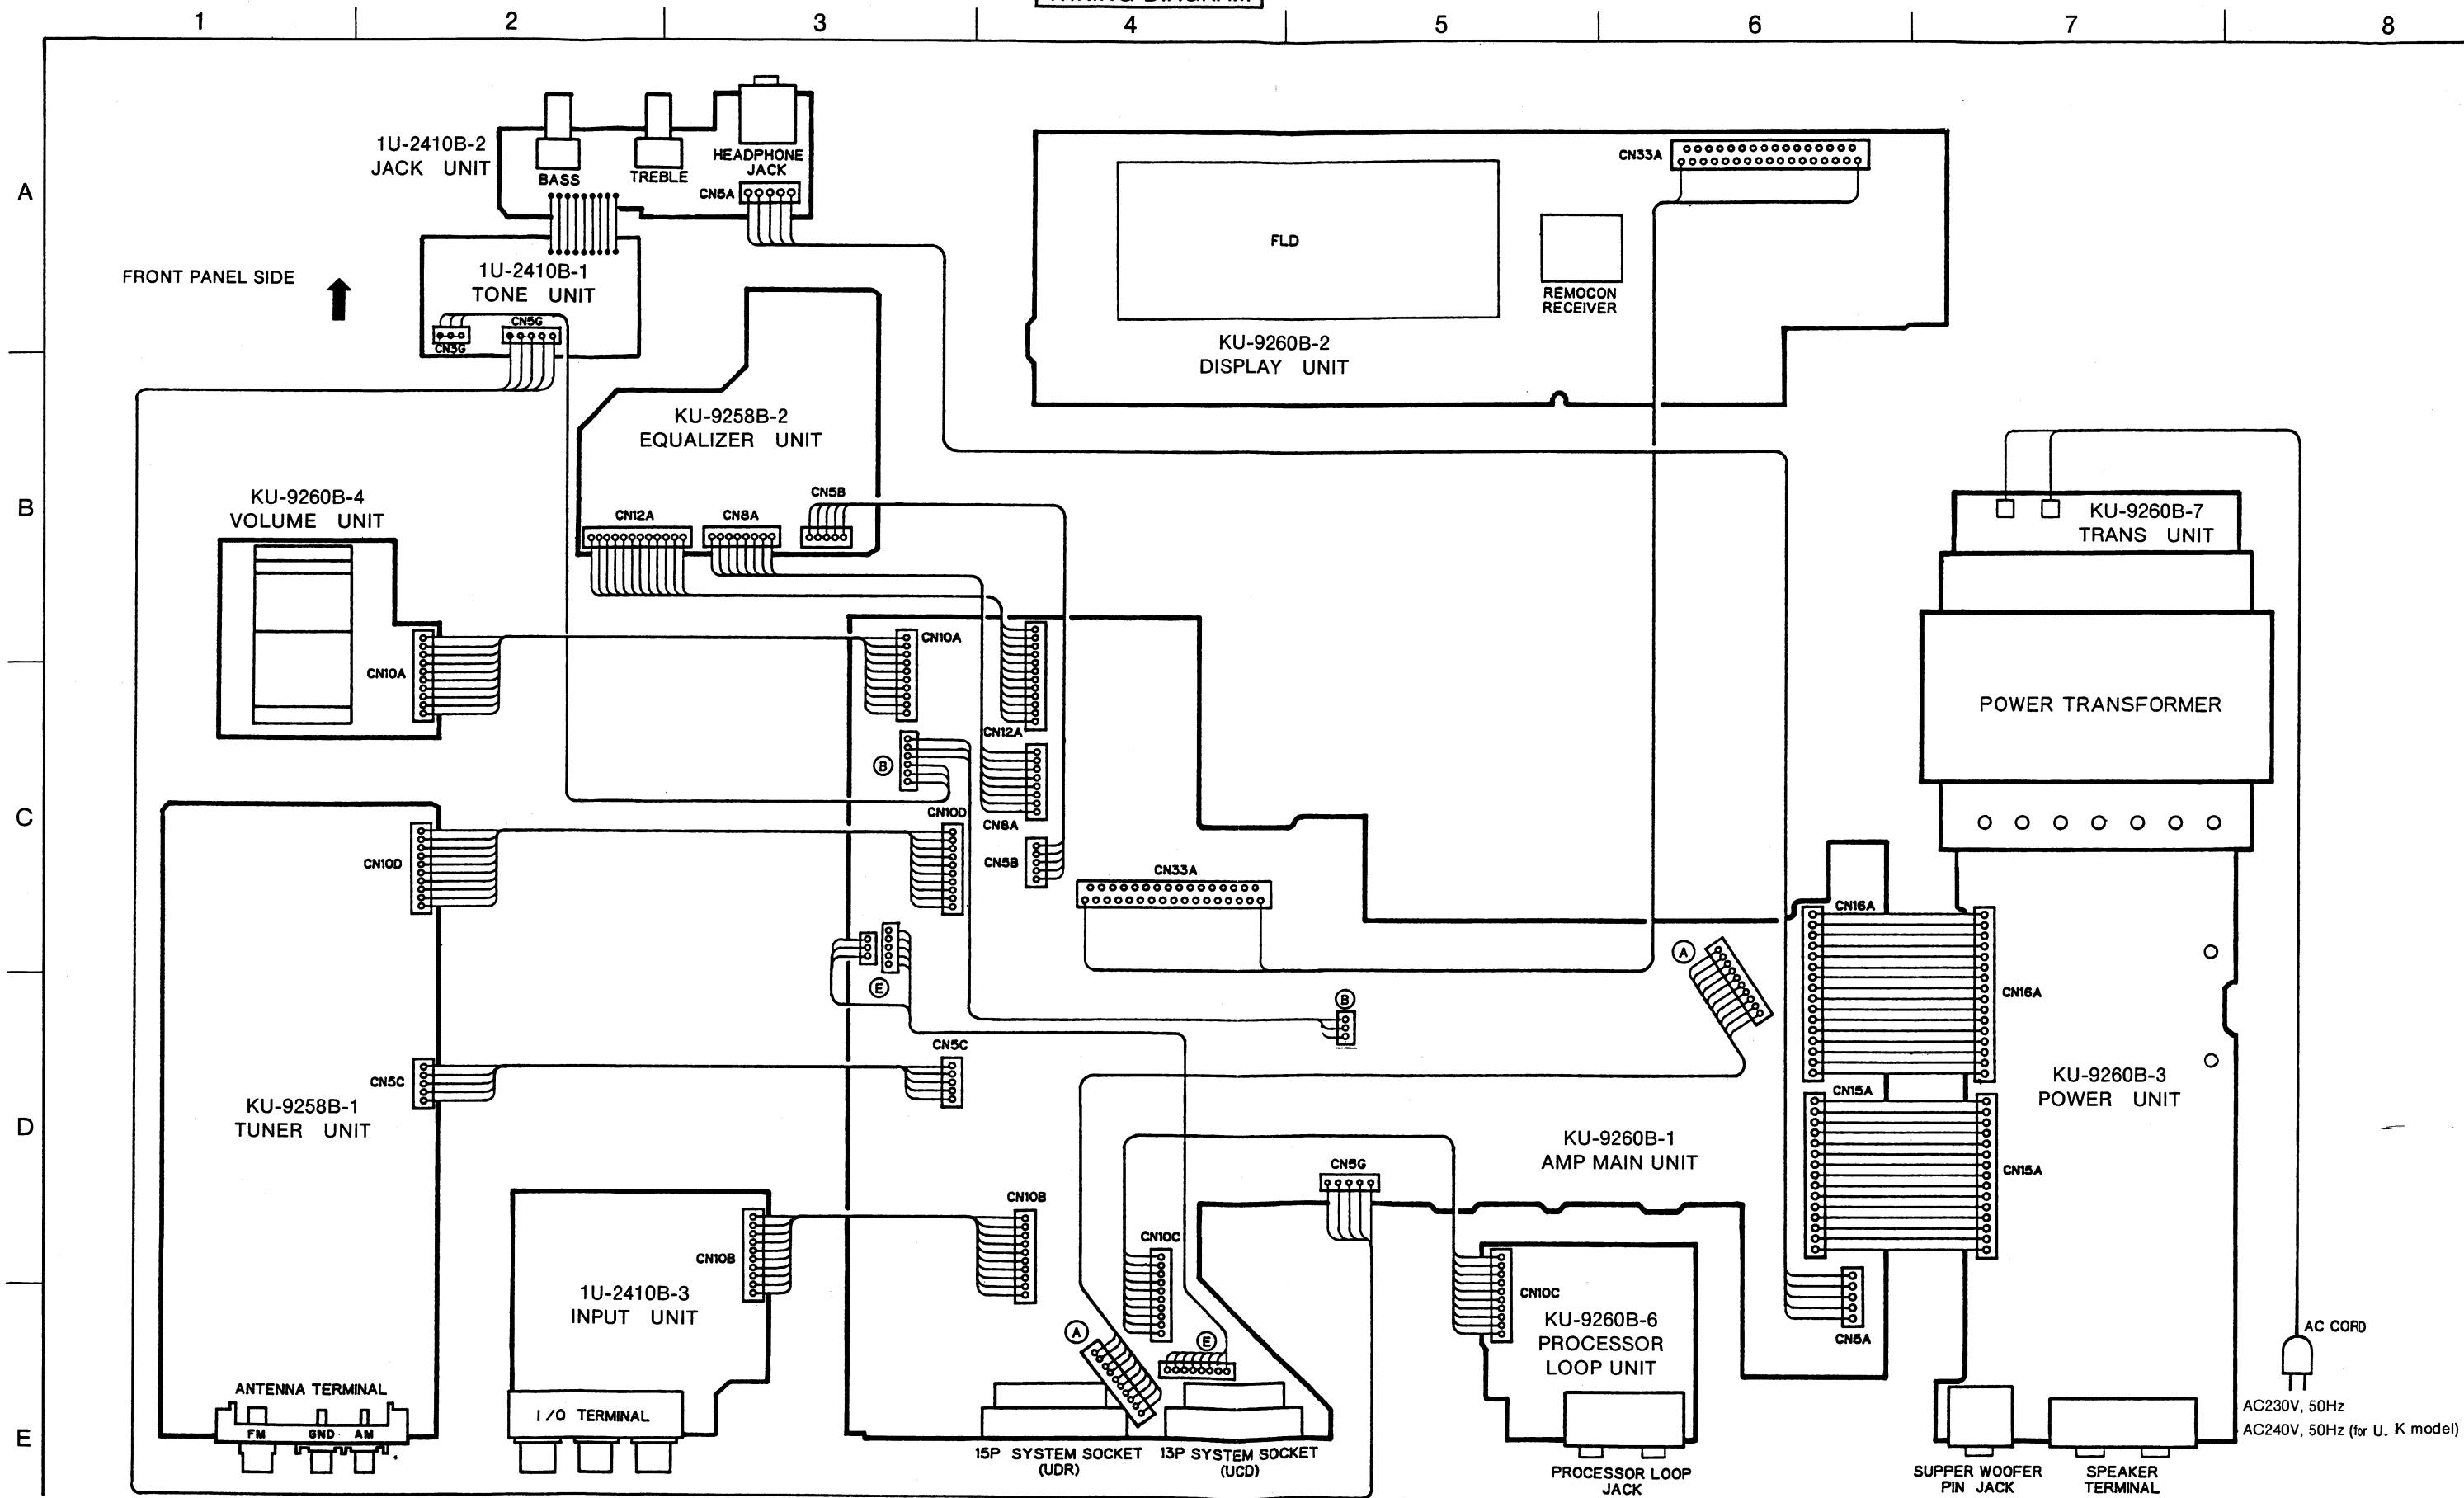 WIRING DIAGRAM
1 2 3 4 5 6 7 8
A
B
C
D
E
1U-2410B-2
JACK UNIT
BASS
TREBLE
HEADPHONE
JACK
CN5A
FRONT PANEL SIDE
1U-2410B-1
TONE UNIT
CN3G
CN5G
CN33A
FLD
REMOCON
RECEIVER
KU-9260B-2
DISPLAY UNIT
KU-9258B-2
EQUALIZER UNIT
CN12A
CN8A
CN5B
KU-9260B-4
VOLUME UNIT
CN10A
CN10A
KU-9260B-7
TRANS UNIT
POWER TRANSFORMER
CN12A
B
CN10D
CN8A
CN10D
CN5B
CN33A
CN16A
A
E
B
CN16A
CN5C
CN5C
KU-9258B-1
TUNER UNIT
KU-9260B-3
POWER UNIT
CN15A
CN15A
KU-9260B-1
AMP MAIN UNIT
CN5G
CN10B
CN10B
CN10C
CN10C
1U-2410B-3
INPUT UNIT
KU-9260B-6
PROCESSOR
LOOP UNIT
A
E
CN5A
AC CORD
AC230V, 50Hz
AC240V, 50Hz (for U. K model)
ANTENNA TERMINAL
FM GND AM
I/O TERMINAL
15P SYSTEM SOCKET
(UDR)
13P SYSTEM SOCKET
(UCD)
PROCESSOR LOOP
JACK
SUPPER WOOFER
PIN JACK
SPEAKER
TERMINAL